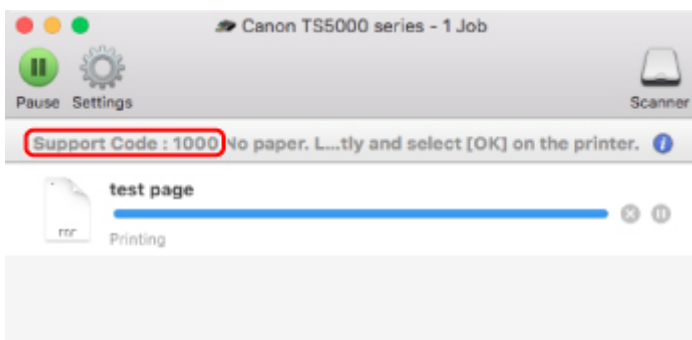 Canon TS5000 series - 1 Job
Pause Settings
Scanner
Support Code : 1000 No paper. L...tly and select [OK] on the printer.
test page
Printing